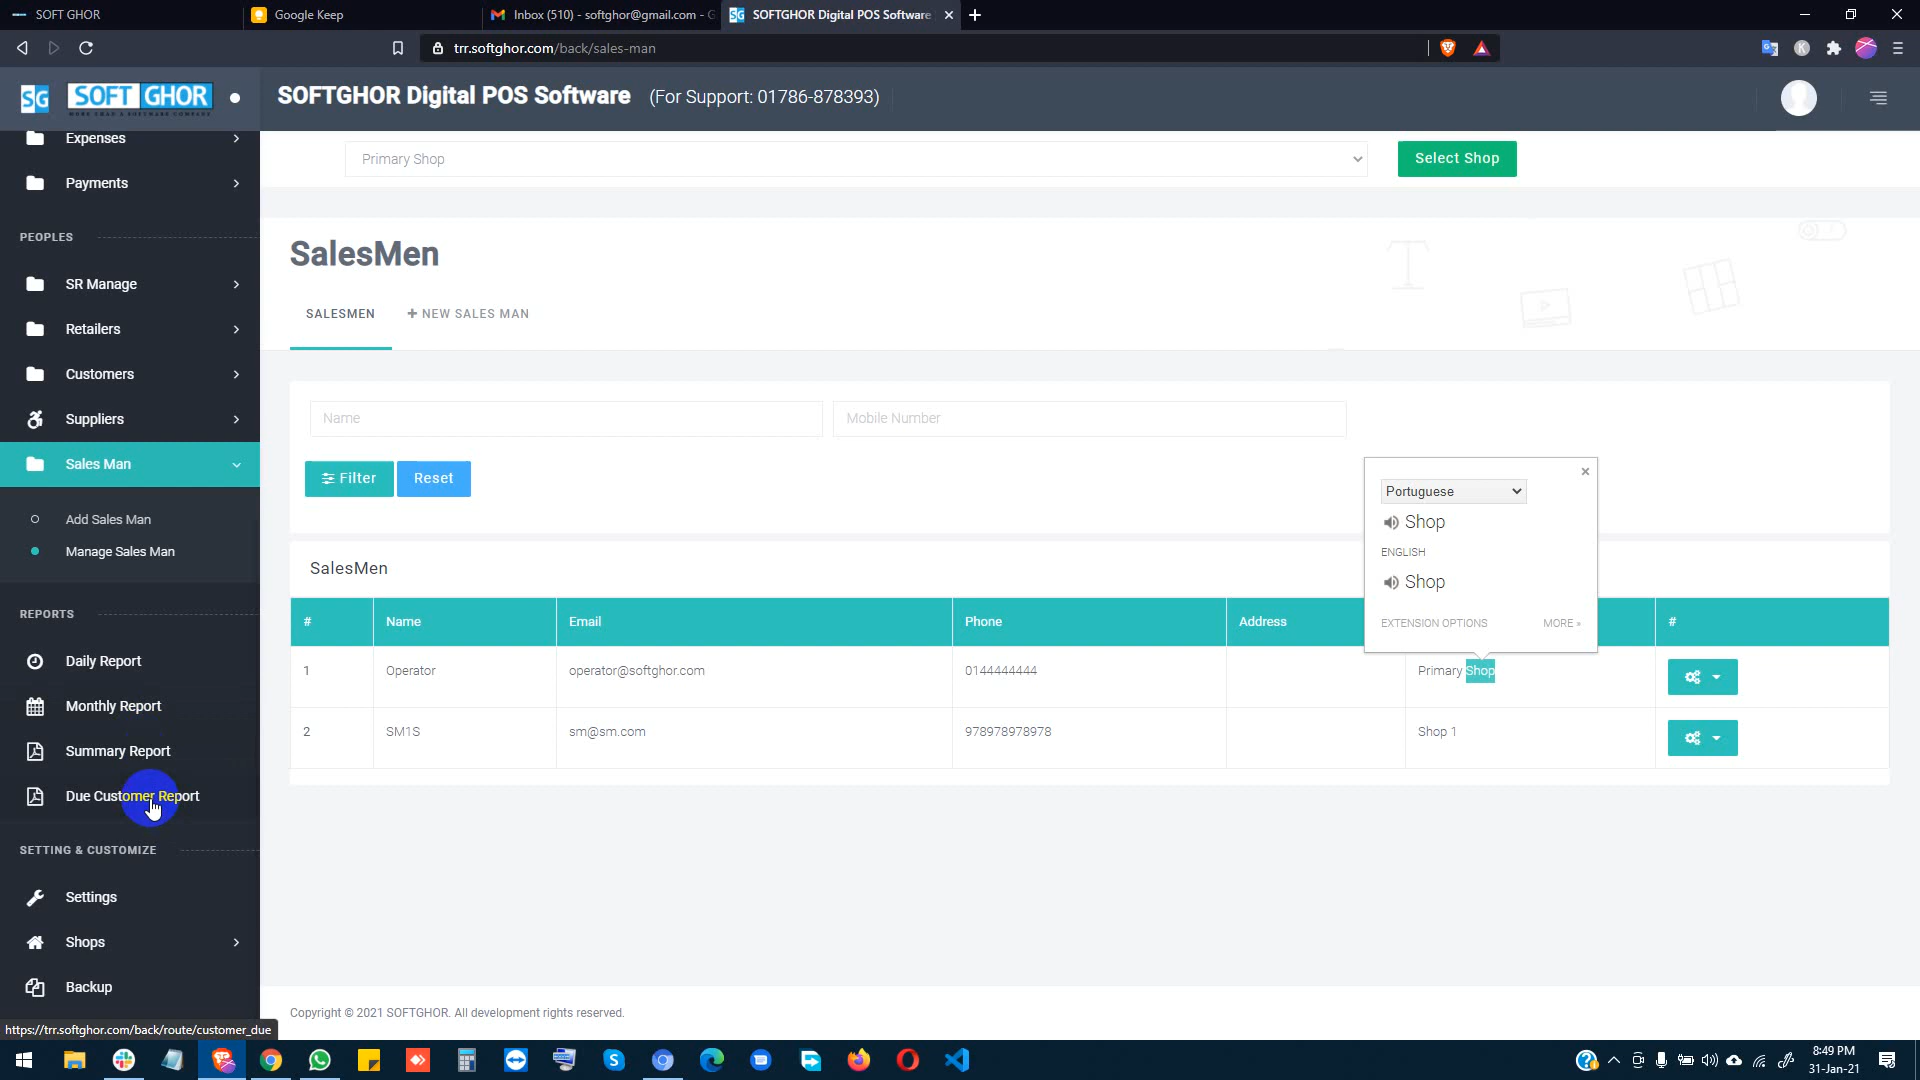 SOFT GHOR
Google Keep
Inbox (510) - softghor@gmail.com - G
SOFTGHOR Digital POS Software
trr.softghor.com/back/sales-man
SG
SOFT GHOR
MORE THAN A SOFTWARE COMPANY
SOFTGHOR Digital POS Software (For Support: 01786-878393)
Expenses
Payments
PEOPLES
SR Manage
Retailers
Customers
Suppliers
Sales Man
Add Sales Man
Manage Sales Man
REPORTS
Daily Report
Monthly Report
Summary Report
Due Customer Report
SETTING & CUSTOMIZE
Settings
Shops
Backup
Primary Shop
Select Shop
SalesMen
SALESMEN
+ NEW SALES MAN
Name
Mobile Number
Filter
Reset
Portuguese
Shop
ENGLISH
Shop
EXTENSION OPTIONS
MORE »
SalesMen
# Name Email Phone Address #
1 Operator operator@softghor.com 0144444444 Primary Shop
2 SM1S sm@sm.com 978978978978 Shop 1
Copyright © 2021 SOFTGHOR. All development rights reserved.
https://trr.softghor.com/back/route/customer_due
8:49 PM
31-Jan-21